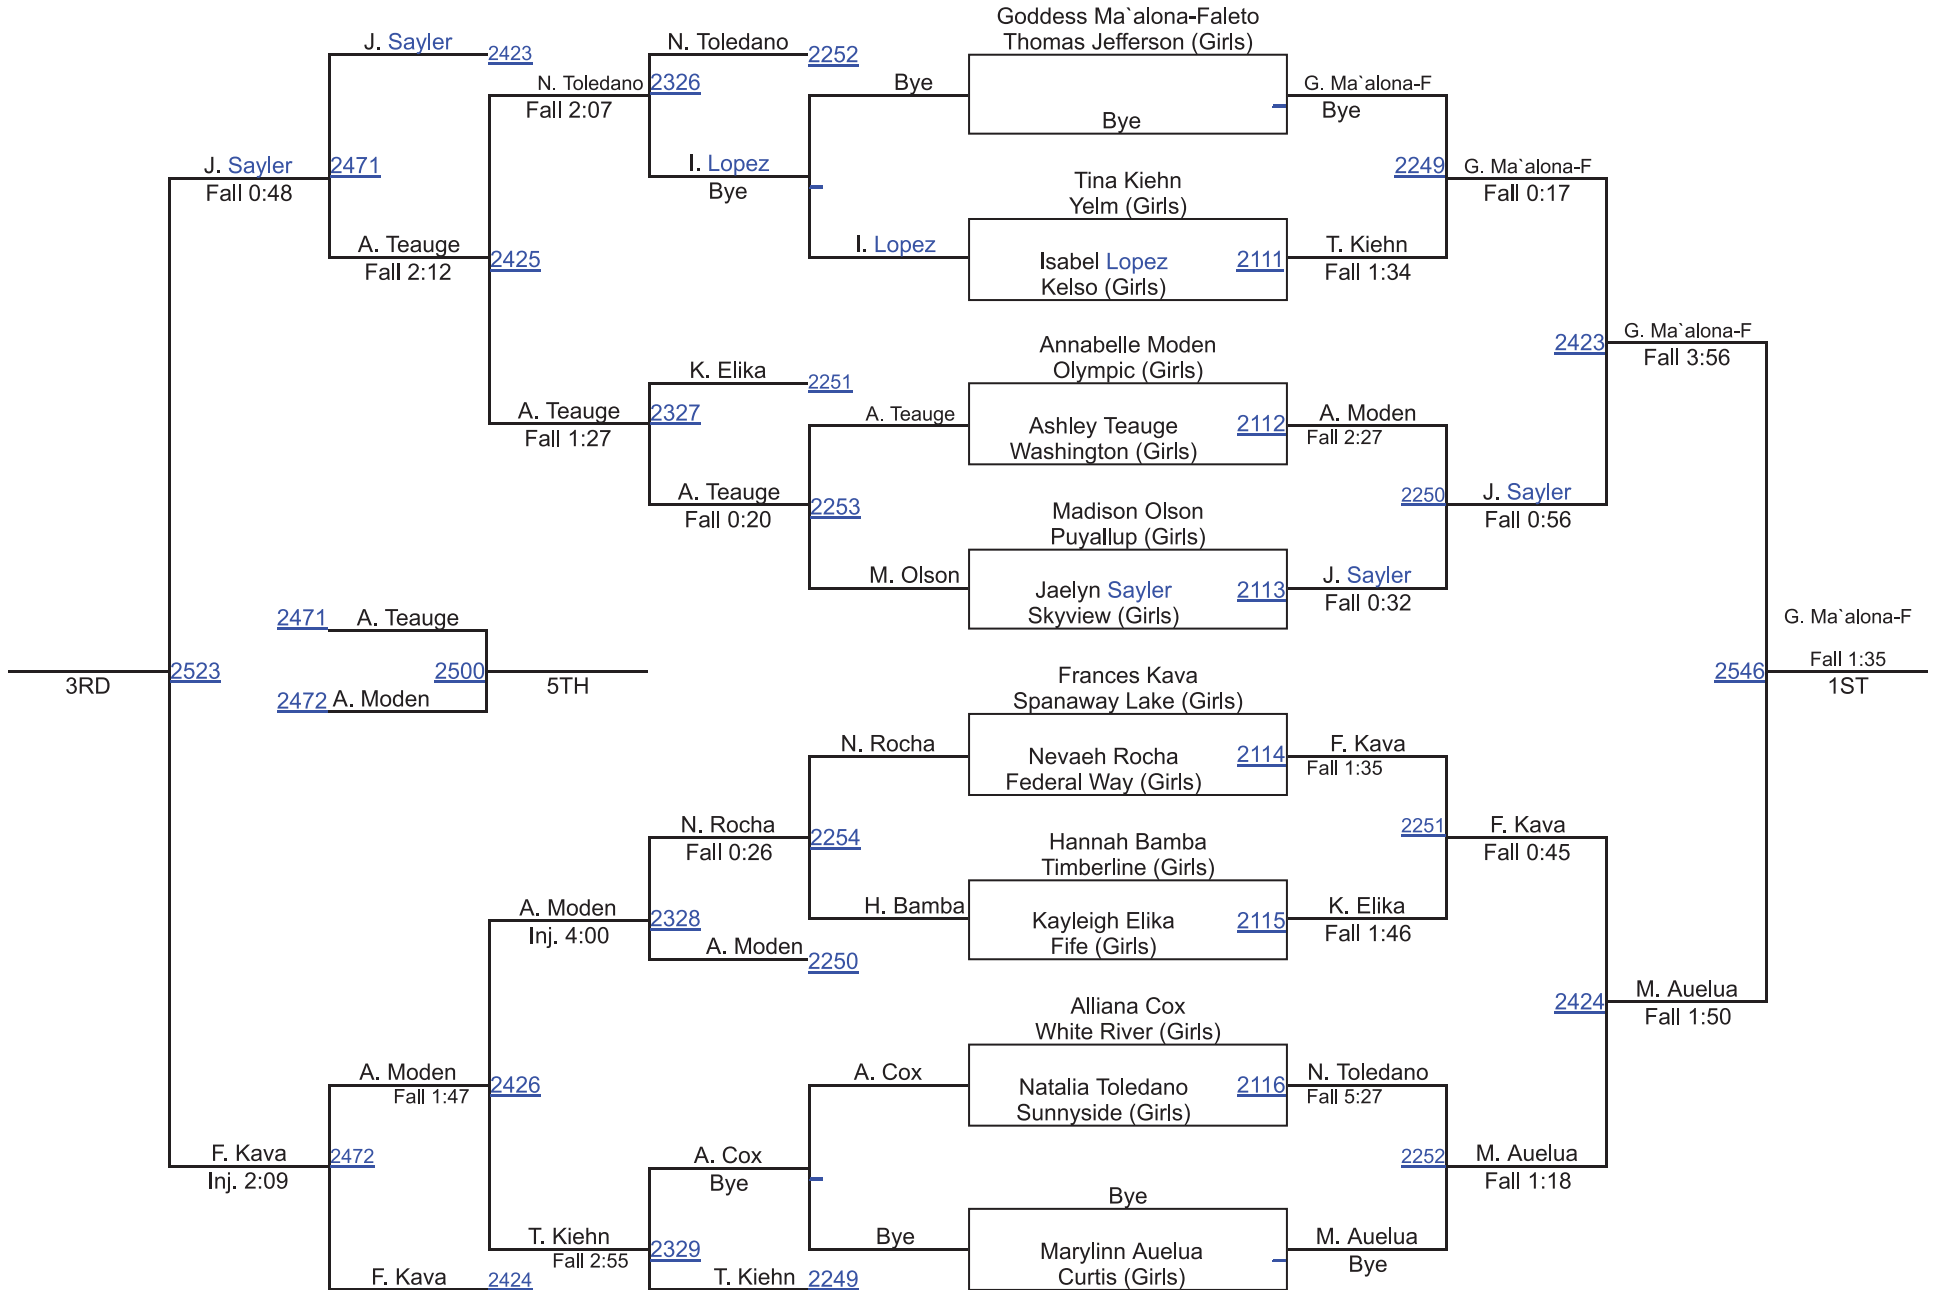 Goddess Ma`alona-Faleto
J. Sayler
2423
N. Toledano
2252
Thomas Jefferson (Girls)
N. Toledano
2326
Bye
G. Ma`alona-F
Fall 2:07
Bye
Bye
J. Sayler
2471
I. Lopez
2249
G. Ma`alona-F
Fall 0:48
Bye
Tina Kiehn
Fall 0:17
Yelm (Girls)
A. Teauge
I. Lopez
T. Kiehn
Fall 2:12
2425
Isabel Lopez
2111
Fall 1:34
Kelso (Girls)
G. Ma`alona-F
Annabelle Moden
2423
Fall 3:56
K. Elika
2251
Olympic (Girls)
A. Teauge
2327
A. Teauge
A. Moden
Fall 1:27
Ashley Teauge
2112
Fall 2:27
Washington (Girls)
A. Teauge
2253
2250
J. Sayler
Fall 0:20
Madison Olson
Fall 0:56
Puyallup (Girls)
M. Olson
J. Sayler
Jaelyn Sayler
2113
Fall 0:32
2471
A. Teauge
Skyview (Girls)
G. Ma`alona-F
2523
2500
Frances Kava
2546
Fall 1:35
3RD
5TH
1ST
2472
A. Moden
Spanaway Lake (Girls)
N. Rocha
F. Kava
Nevaeh Rocha
2114
Fall 1:35
Federal Way (Girls)
N. Rocha
2254
2251
F. Kava
Fall 0:26
Hannah Bamba
Fall 0:45
Timberline (Girls)
A. Moden
2328
H. Bamba
K. Elika
Inj. 4:00
Kayleigh Elika
2115
Fall 1:46
A. Moden
2250
Fife (Girls)
M. Auelua
Alliana Cox
2424
Fall 1:50
White River (Girls)
A. Moden
2426
A. Cox
N. Toledano
Fall 1:47
Natalia Toledano
2116
Fall 5:27
Sunnyside (Girls)
F. Kava
2472
A. Cox
2252
M. Auelua
Inj. 2:09
Bye
Bye
Fall 1:18
T. Kiehn
2329
Bye
M. Auelua
Fall 2:55
Marylinn Auelua
Bye
F. Kava
2424
T. Kiehn
2249
Curtis (Girls)